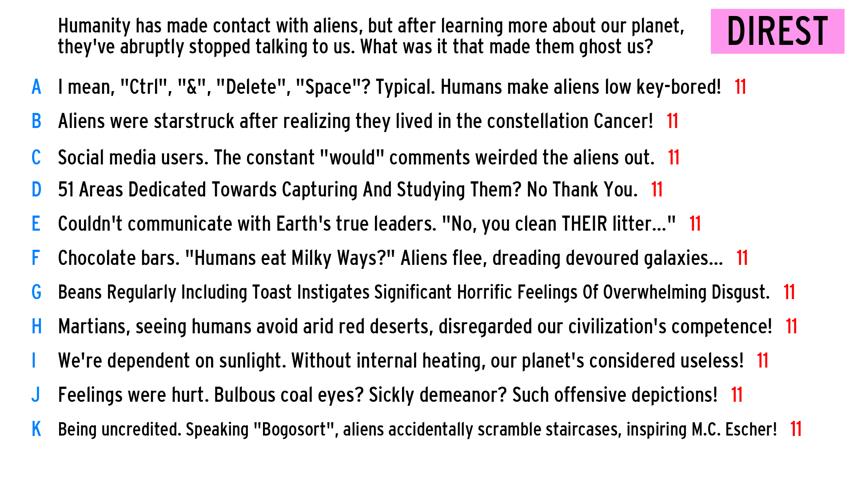 Humanity has made contact with aliens, but after learning more about our planet,
they've abruptly stopped talking to us. What was it that made them ghost us?
DIREST
A I mean, "Ctrl", "&", "Delete", "Space"? Typical. Humans make aliens low key-bored! 11
B Aliens were starstruck after realizing they lived in the constellation Cancer! 11
C Social media users. The constant "would" comments weirded the aliens out. 11
D 51 Areas Dedicated Towards Capturing And Studying Them? No Thank You. 11
E Couldn't communicate with Earth's true leaders. "No, you clean THEIR litter..." 11
F Chocolate bars. "Humans eat Milky Ways?" Aliens flee, dreading devoured galaxies... 11
G Beans Regularly Including Toast Instigates Significant Horrific Feelings Of Overwhelming Disgust. 11
H Martians, seeing humans avoid arid red deserts, disregarded our civilization's competence! 11
I We're dependent on sunlight. Without internal heating, our planet's considered useless! 11
J Feelings were hurt. Bulbous coal eyes? Sickly demeanor? Such offensive depictions! 11
K Being uncredited. Speaking "Bogosort", aliens accidentally scramble staircases, inspiring M.C. Escher! 11